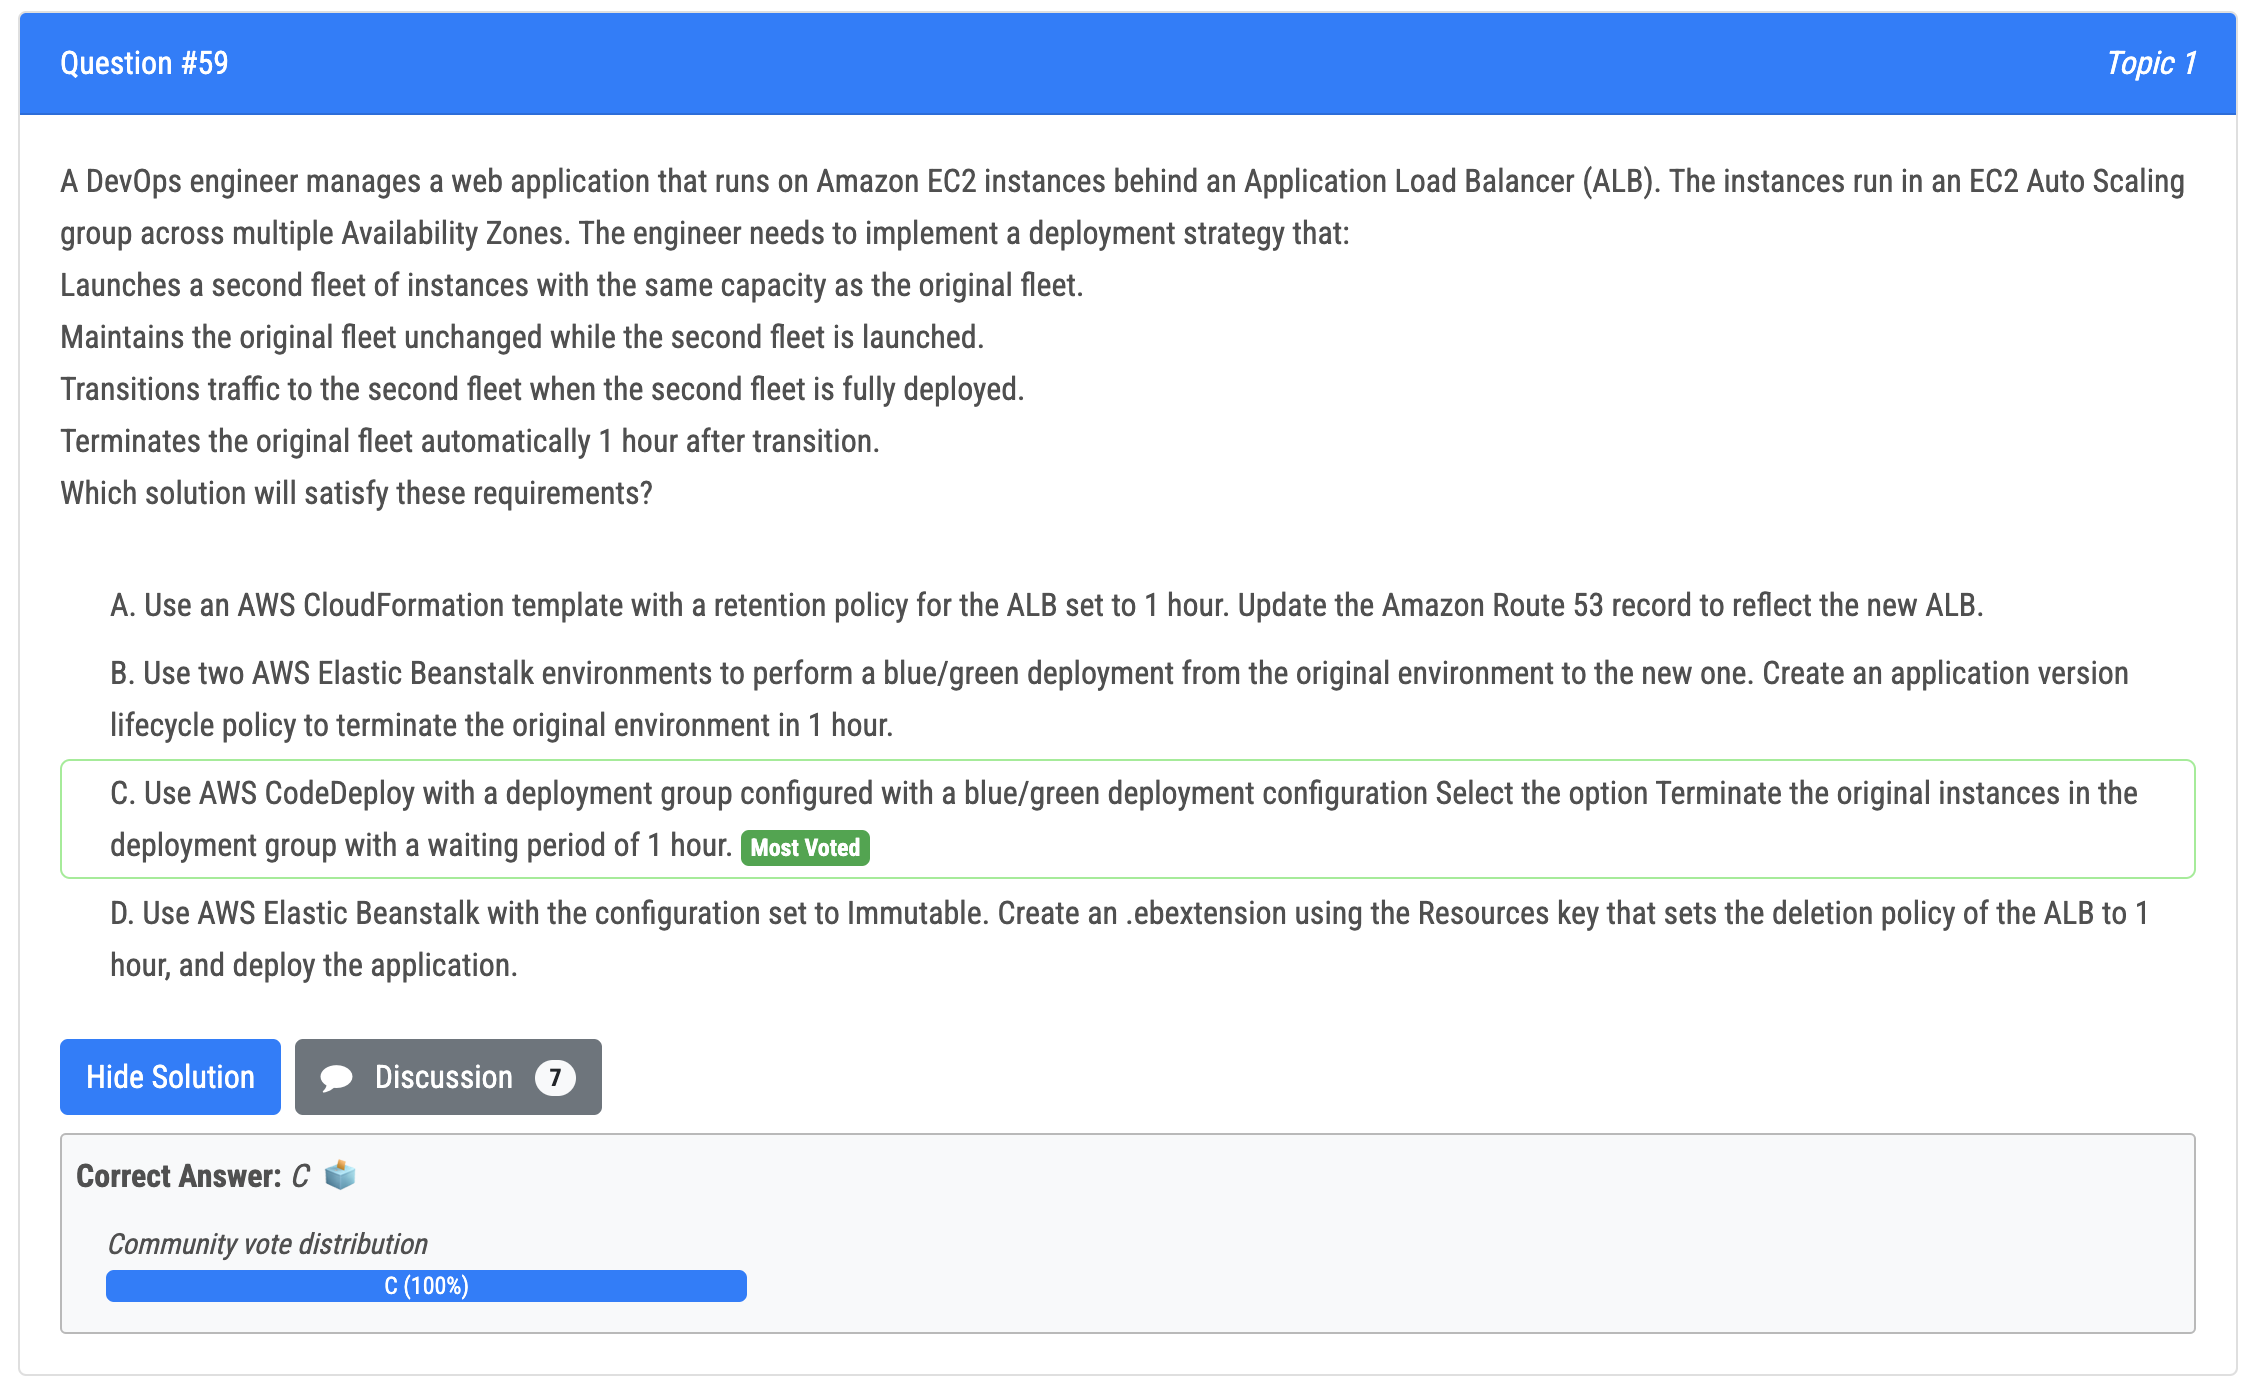 Question #59
Topic 1
A DevOps engineer manages a web application that runs on Amazon EC2 instances behind an Application Load Balancer (ALB). The instances run in an EC2 Auto Scaling
group across multiple Availability Zones. The engineer needs to implement a deployment strategy that:
Launches a second fleet of instances with the same capacity as the original fleet.
Maintains the original fleet unchanged while the second fleet is launched.
Transitions traffic to the second fleet when the second fleet is fully deployed.
Terminates the original fleet automatically 1 hour after transition.
Which solution will satisfy these requirements?
A. Use an AWS CloudFormation template with a retention policy for the ALB set to 1 hour. Update the Amazon Route 53 record to reflect the new ALB.
B. Use two AWS Elastic Beanstalk environments to perform a blue/green deployment from the original environment to the new one. Create an application version
lifecycle policy to terminate the original environment in 1 hour.
C. Use AWS CodeDeploy with a deployment group configured with a blue/green deployment configuration Select the option Terminate the original instances in the
deployment group with a waiting period of 1 hour. Most Voted
D. Use AWS Elastic Beanstalk with the configuration set to Immutable. Create an .ebextension using the Resources key that sets the deletion policy of the ALB to 1
hour, and deploy the application.
Hide Solution
Discussion 7
Correct Answer: C
Community vote distribution
C (100%)